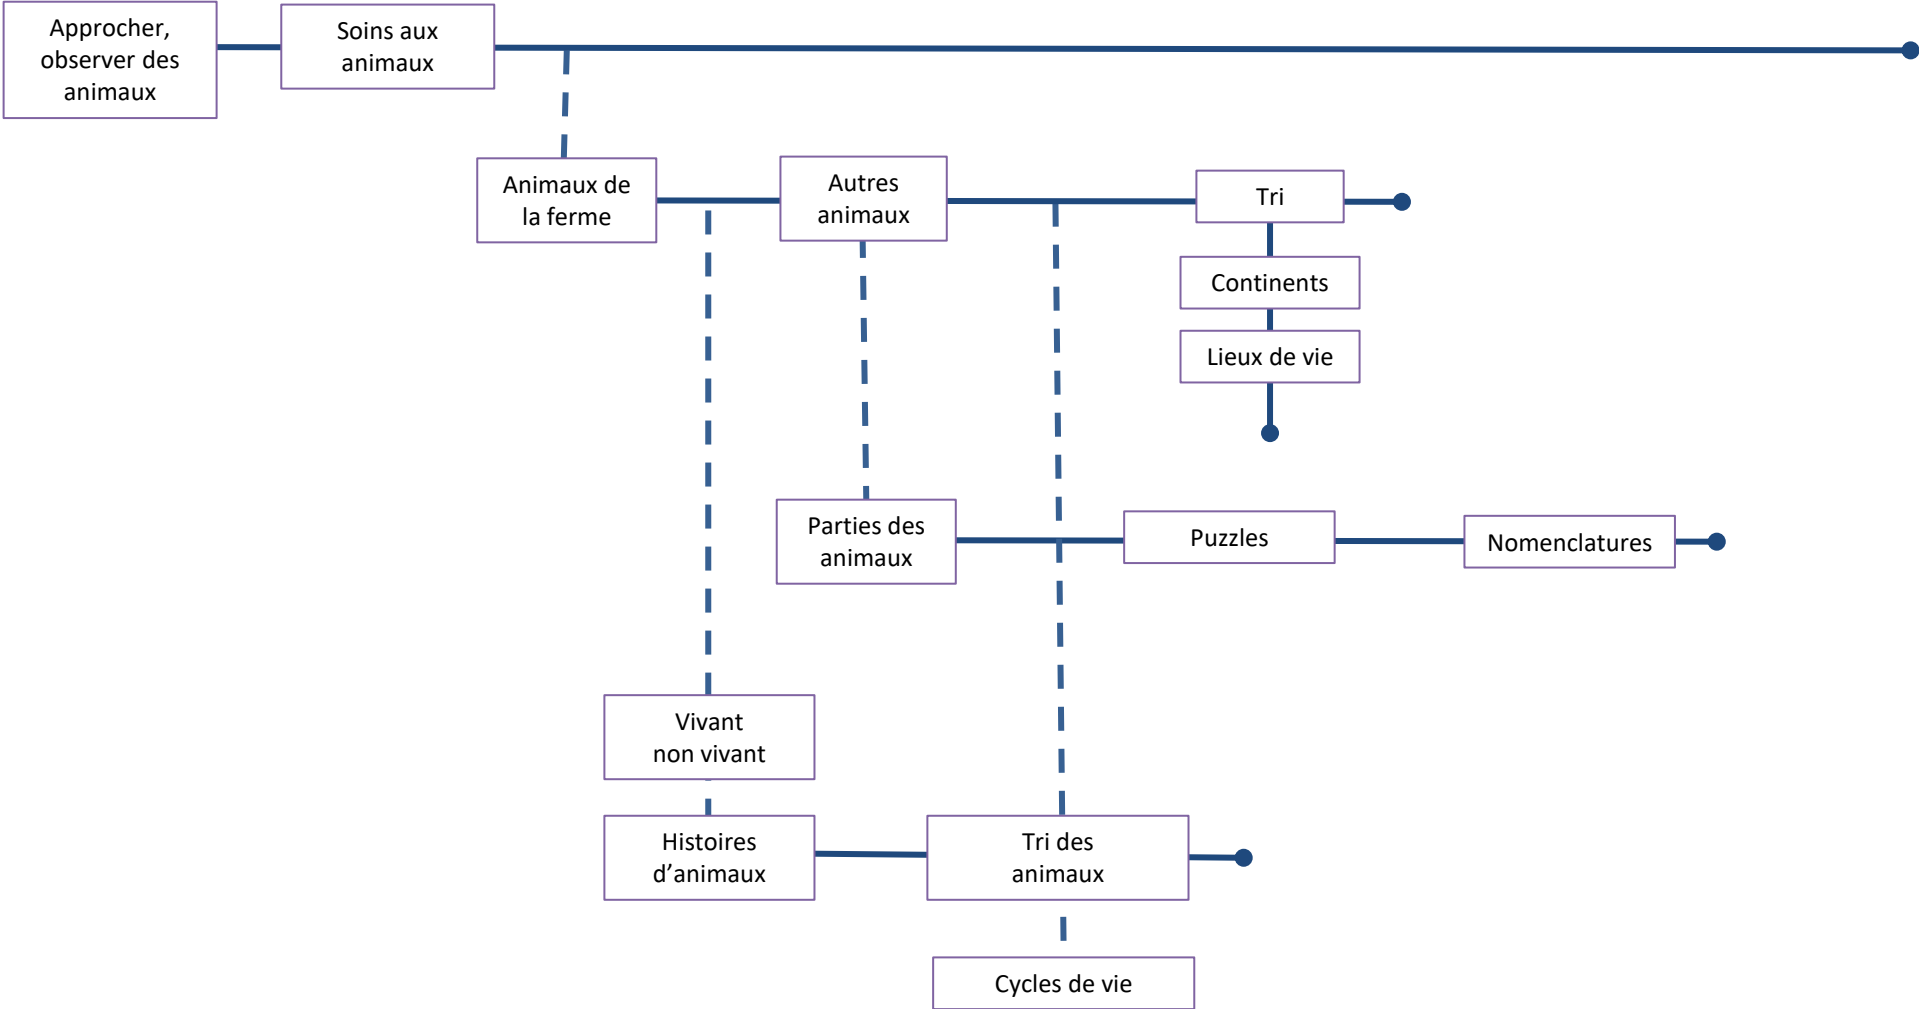 Approcher,
observer des
animaux
Soins aux
animaux
Animaux de
la ferme
Autres
animaux
Tri
Continents
Lieux de vie
Parties des
animaux
Puzzles
Nomenclatures
Vivant
non vivant
Histoires
d’animaux
Tri des
animaux
Cycles de vie